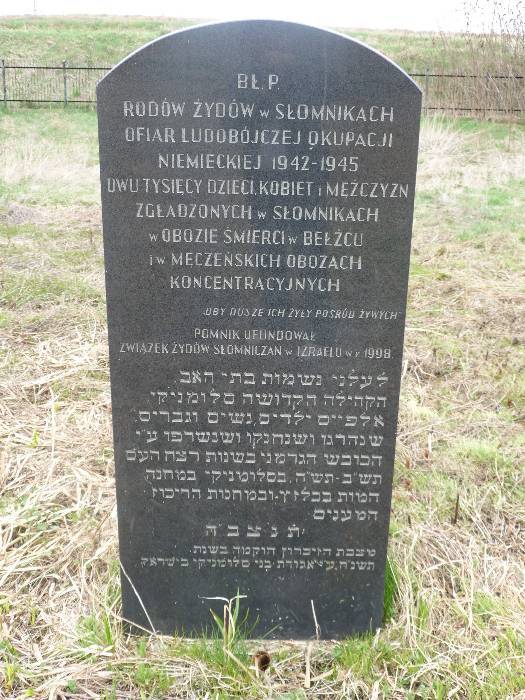 BŁ. P.
RODÓW ŻYDÓW w SŁOMNIKACH
OFIAR LUDOBÓJCZEJ OKUPACJI
NIEMIECKIEJ 1942-1945
DWU TYSIĘCY DZIECI, KOBIET i MĘŻCZYZN
ZGŁADZONYCH w SŁOMNIKACH
w OBOZIE ŚMIERCI w BEŁŻCU
i w MĘCZEŃSKICH OBOZACH
KONCENTRACYJNYCH
„OBY DUSZE ICH ŻYŁY POŚRÓD ŻYWYCH”
POMNIK UFUNDOWAŁ
ZWIĄZEK ŻYDÓW SŁOMNICZAN w IZRAELU w r 1998
לעלוי נשמות בתי האב
הקהילה הקדושה סלומניקי
אלפיים ילדים, נשים וגברים
שנהרגו ושנחנקו ושנשרפו ע״י
הכובש הגרמני בשנות רצח העם
תש״ב-תש״ה, בסלומניקי במחנה
המות בבלזץ, ובמחנות הריכוז
המענים
ת נ צ ב ״ה
מצבת הזיכרון הוקמה בשנת
תשנ״ח, ע״י אגודת בני סלומניקי בישראל